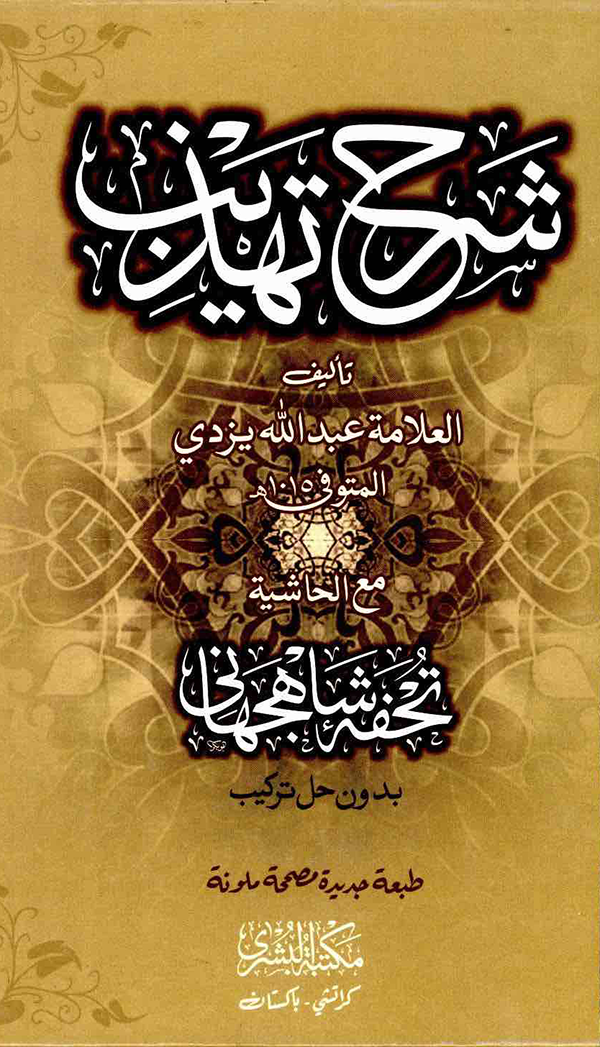 شرح تهذيب
تأليف
العلامة عبد الله يزدي
المتوفى ١٠١٥هـ
مع الحاشية
تحفة شاهجهاني
بدون حل تركيب
طبعة جديدة مصححة ملونة
مكتبة البشرى
كراتشي - باكستان